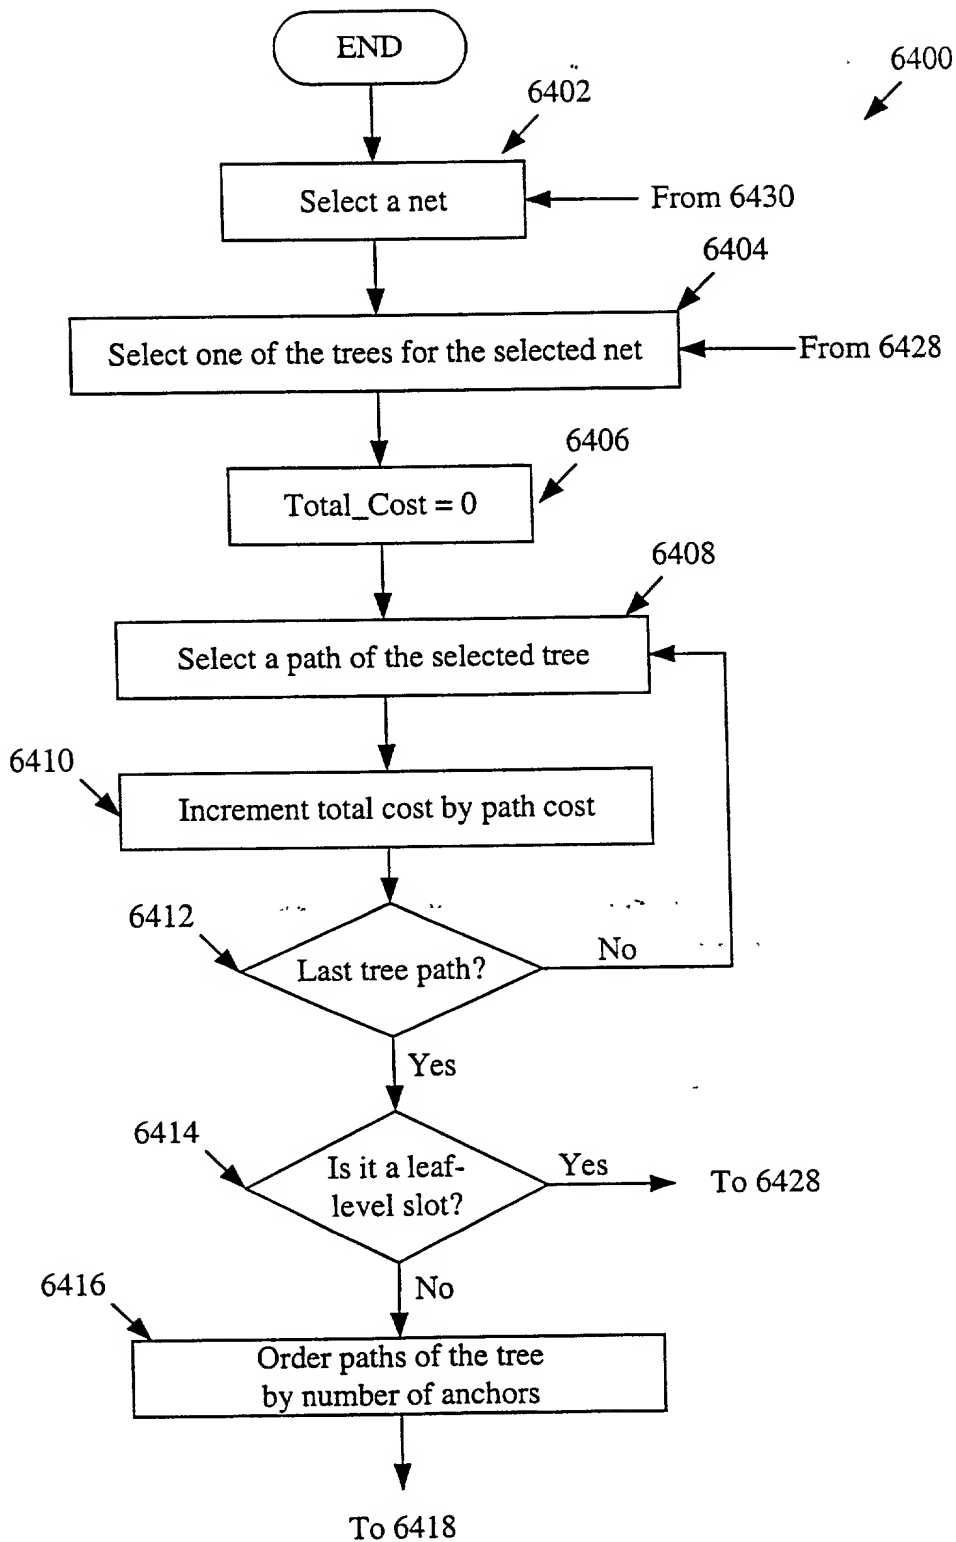 END
6400
6402
Select a net
From 6430
6404
Select one of the trees for the selected net
From 6428
6406
Total_Cost = 0
6408
Select a path of the selected tree
6410
Increment total cost by path cost
6412
Last tree path?
No
Yes
6414
Is it a leaf-
level slot?
Yes
To 6428
No
6416
Order paths of the tree
by number of anchors
To 6418